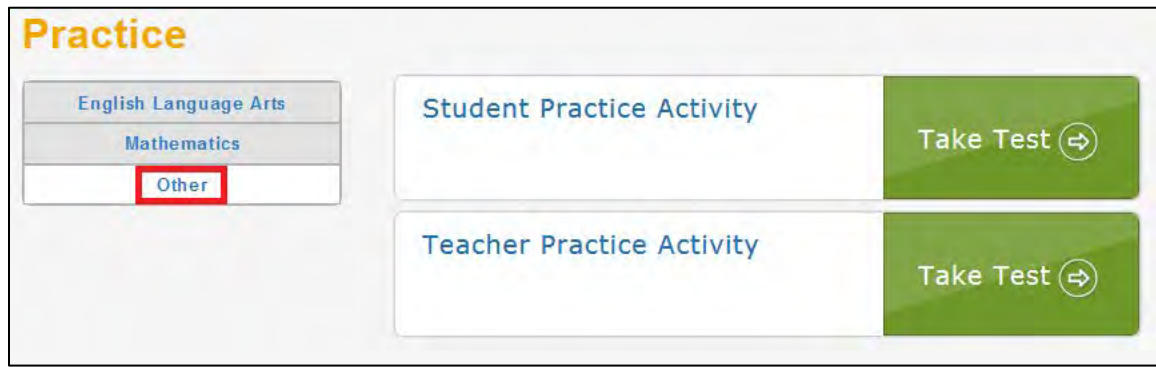 Practice
English Language Arts
Mathematics
Other
Student Practice Activity
Take Test
Teacher Practice Activity
Take Test